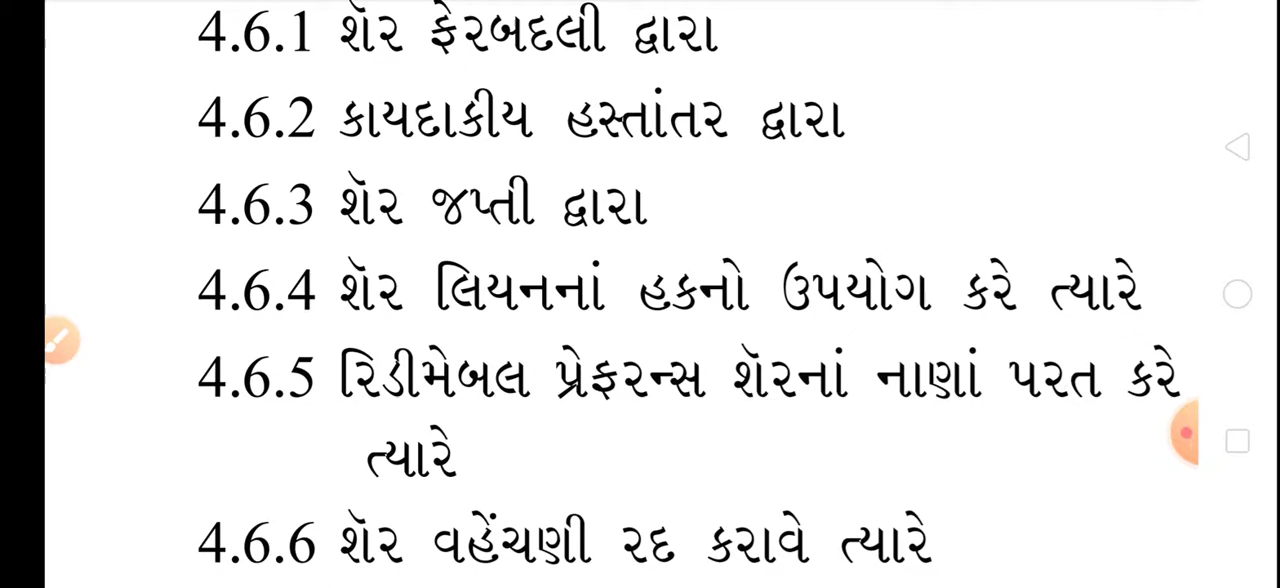 4.6.1 શૅર ફેરબદલી દ્વારા
4.6.2 કાયદાકીય હસ્તાંતર દ્વારા
4.6.3 શૅર જપ્તી દ્વારા
4.6.4 શૅર લિયનનાં હકનો ઉપયોગ કરે ત્યારે
4.6.5 રિડીમેબલ પ્રેફરન્સ શૅરનાં નાણાં પરત કરે
ત્યારે
4.6.6 શૅર વહેંચણી રદ કરાવે ત્યારે